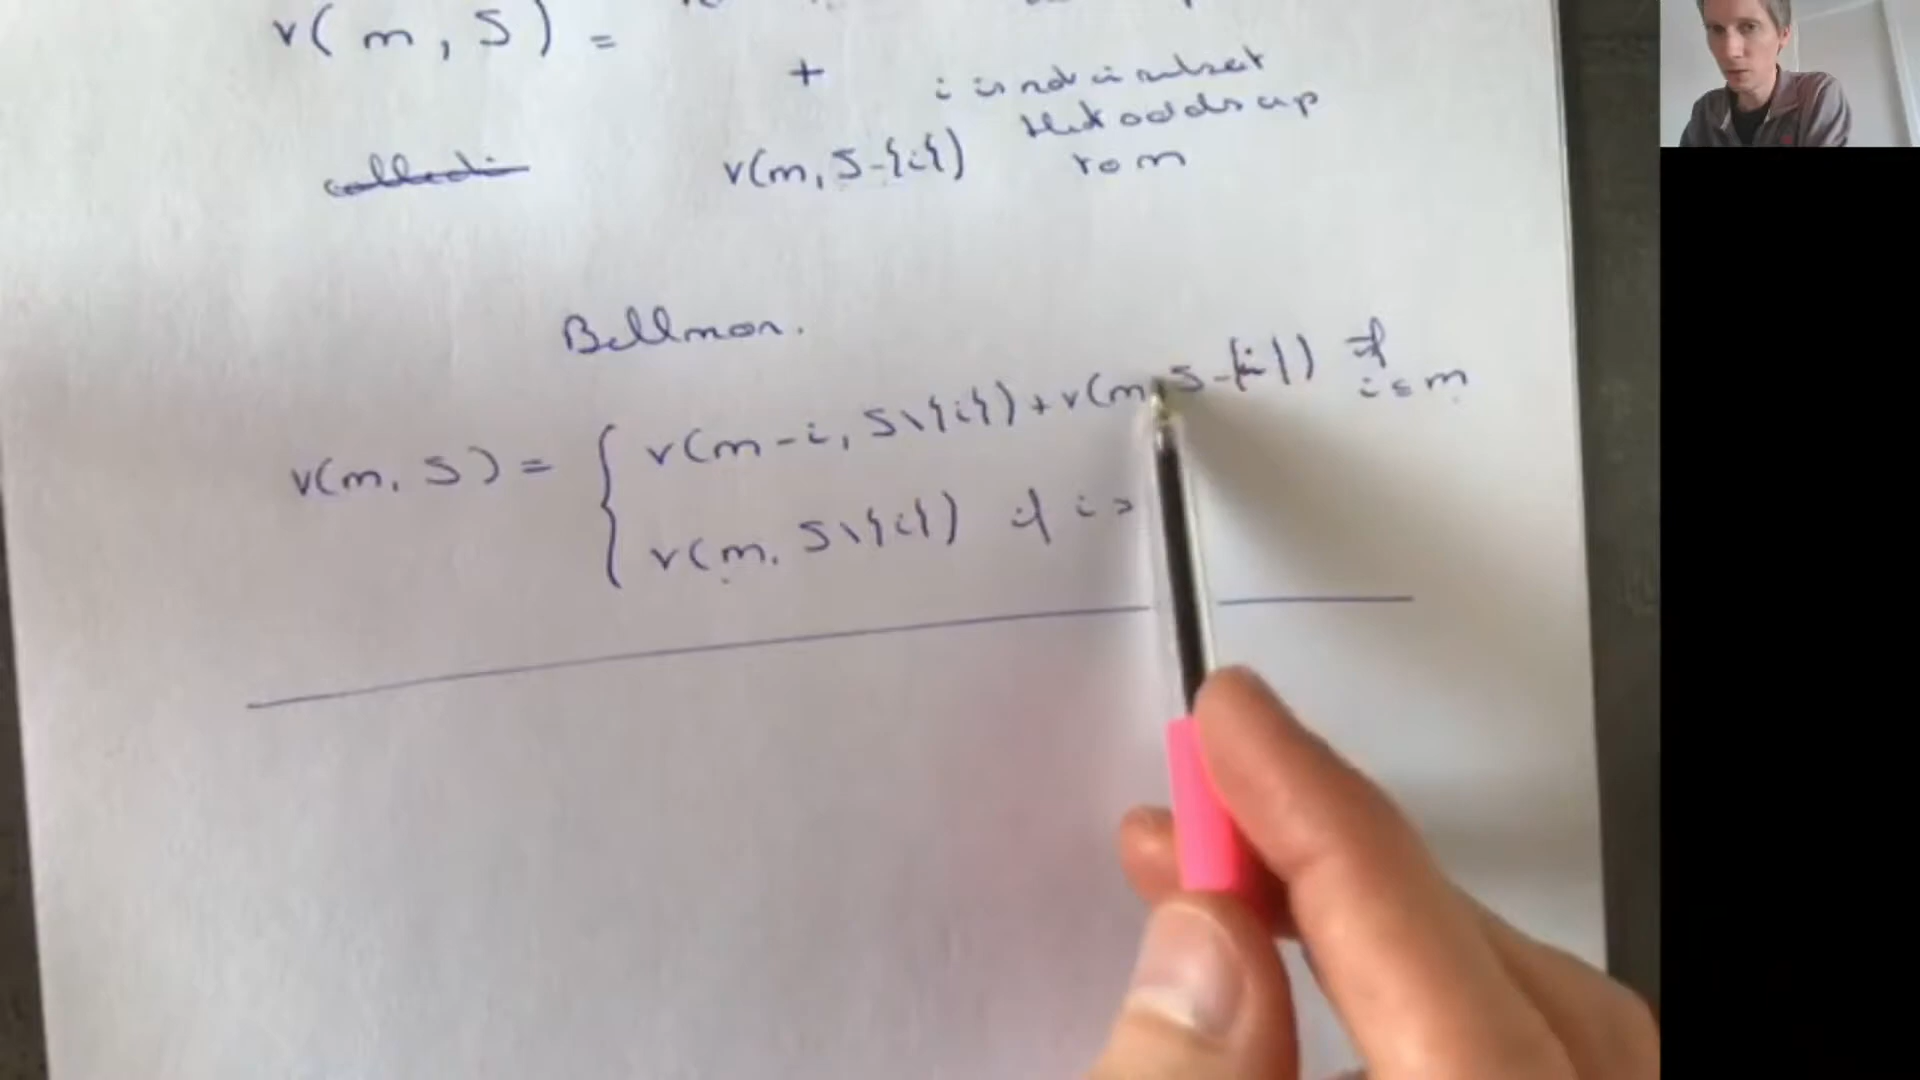 v(m, S) =
+ i is not in subset
that adds up
v(m, S-{i}) to m
Bellman.
v(m-i, S\{i}) + v(m, S-{i}) if
i ≤ m
v(m, S) = {
v(m, S\{i}) if i >